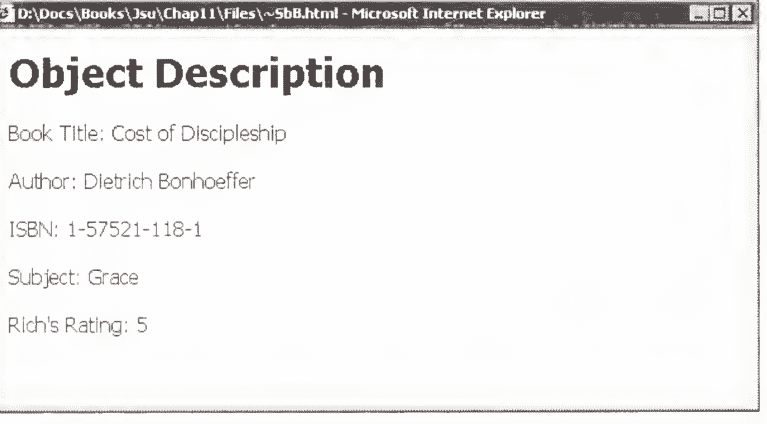 D:\Docs\Books\Jsu\Chap11\Files\~SbB.html - Microsoft Internet Explorer
Object Description
Book Title: Cost of Discipleship
Author: Dietrich Bonhoeffer
ISBN: 1-57521-118-1
Subject: Grace
Rich's Rating: 5